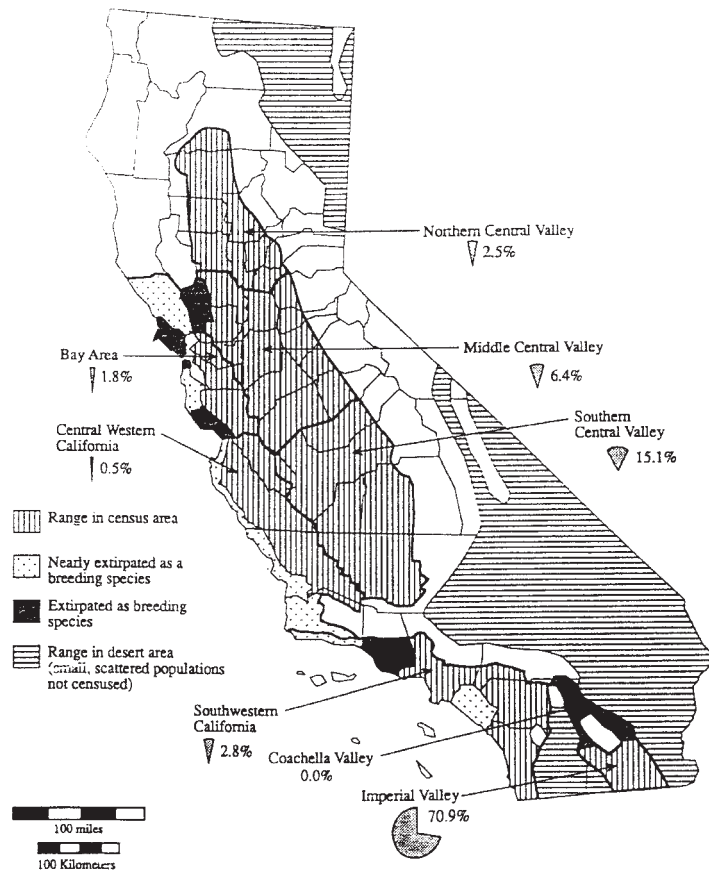 Northern Central Valley
2.5%
Bay Area
1.8%
Middle Central Valley
6.4%
Central Western
California
0.5%
Southern
Central Valley
15.1%
Range in census area
Nearly extirpated as a
breeding species
Extirpated as breeding
species
Range in desert area
(small, scattered populations
not censused)
Southwestern
California
2.8%
Coachella Valley
0.0%
Imperial Valley
70.9%
100 miles
100 Kilometers